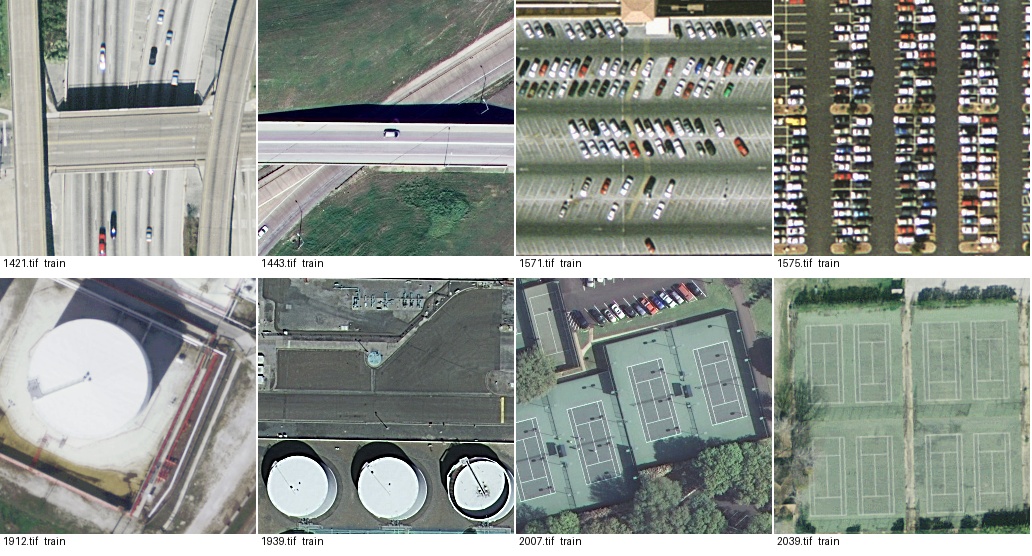 1421.tif train
1443.tif train
1571.tif train
1575.tif train
1912.tif train
1939.tif train
2007.tif train
2039.tif train